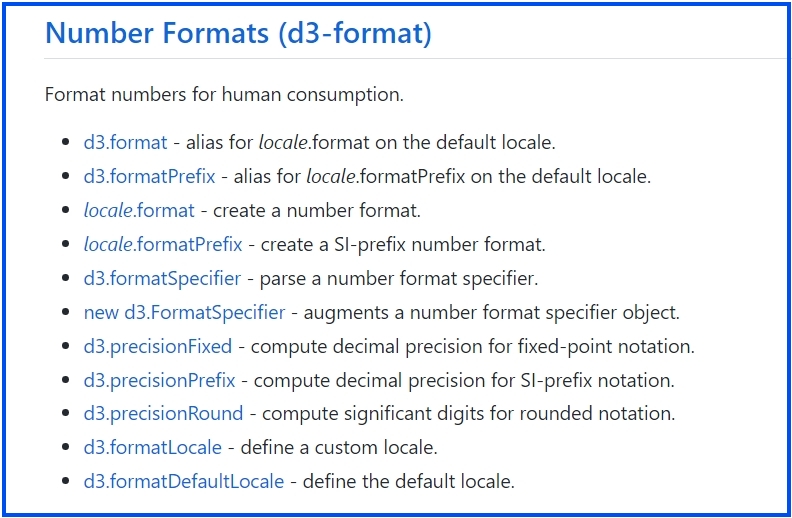 Number Formats (d3-format)
Format numbers for human consumption.
d3.format - alias for locale.format on the default locale.
d3.formatPrefix - alias for locale.formatPrefix on the default locale.
locale.format - create a number format.
locale.formatPrefix - create a SI-prefix number format.
d3.formatSpecifier - parse a number format specifier.
new d3.FormatSpecifier - augments a number format specifier object.
d3.precisionFixed - compute decimal precision for fixed-point notation.
d3.precisionPrefix - compute decimal precision for SI-prefix notation.
d3.precisionRound - compute significant digits for rounded notation.
d3.formatLocale - define a custom locale.
d3.formatDefaultLocale - define the default locale.